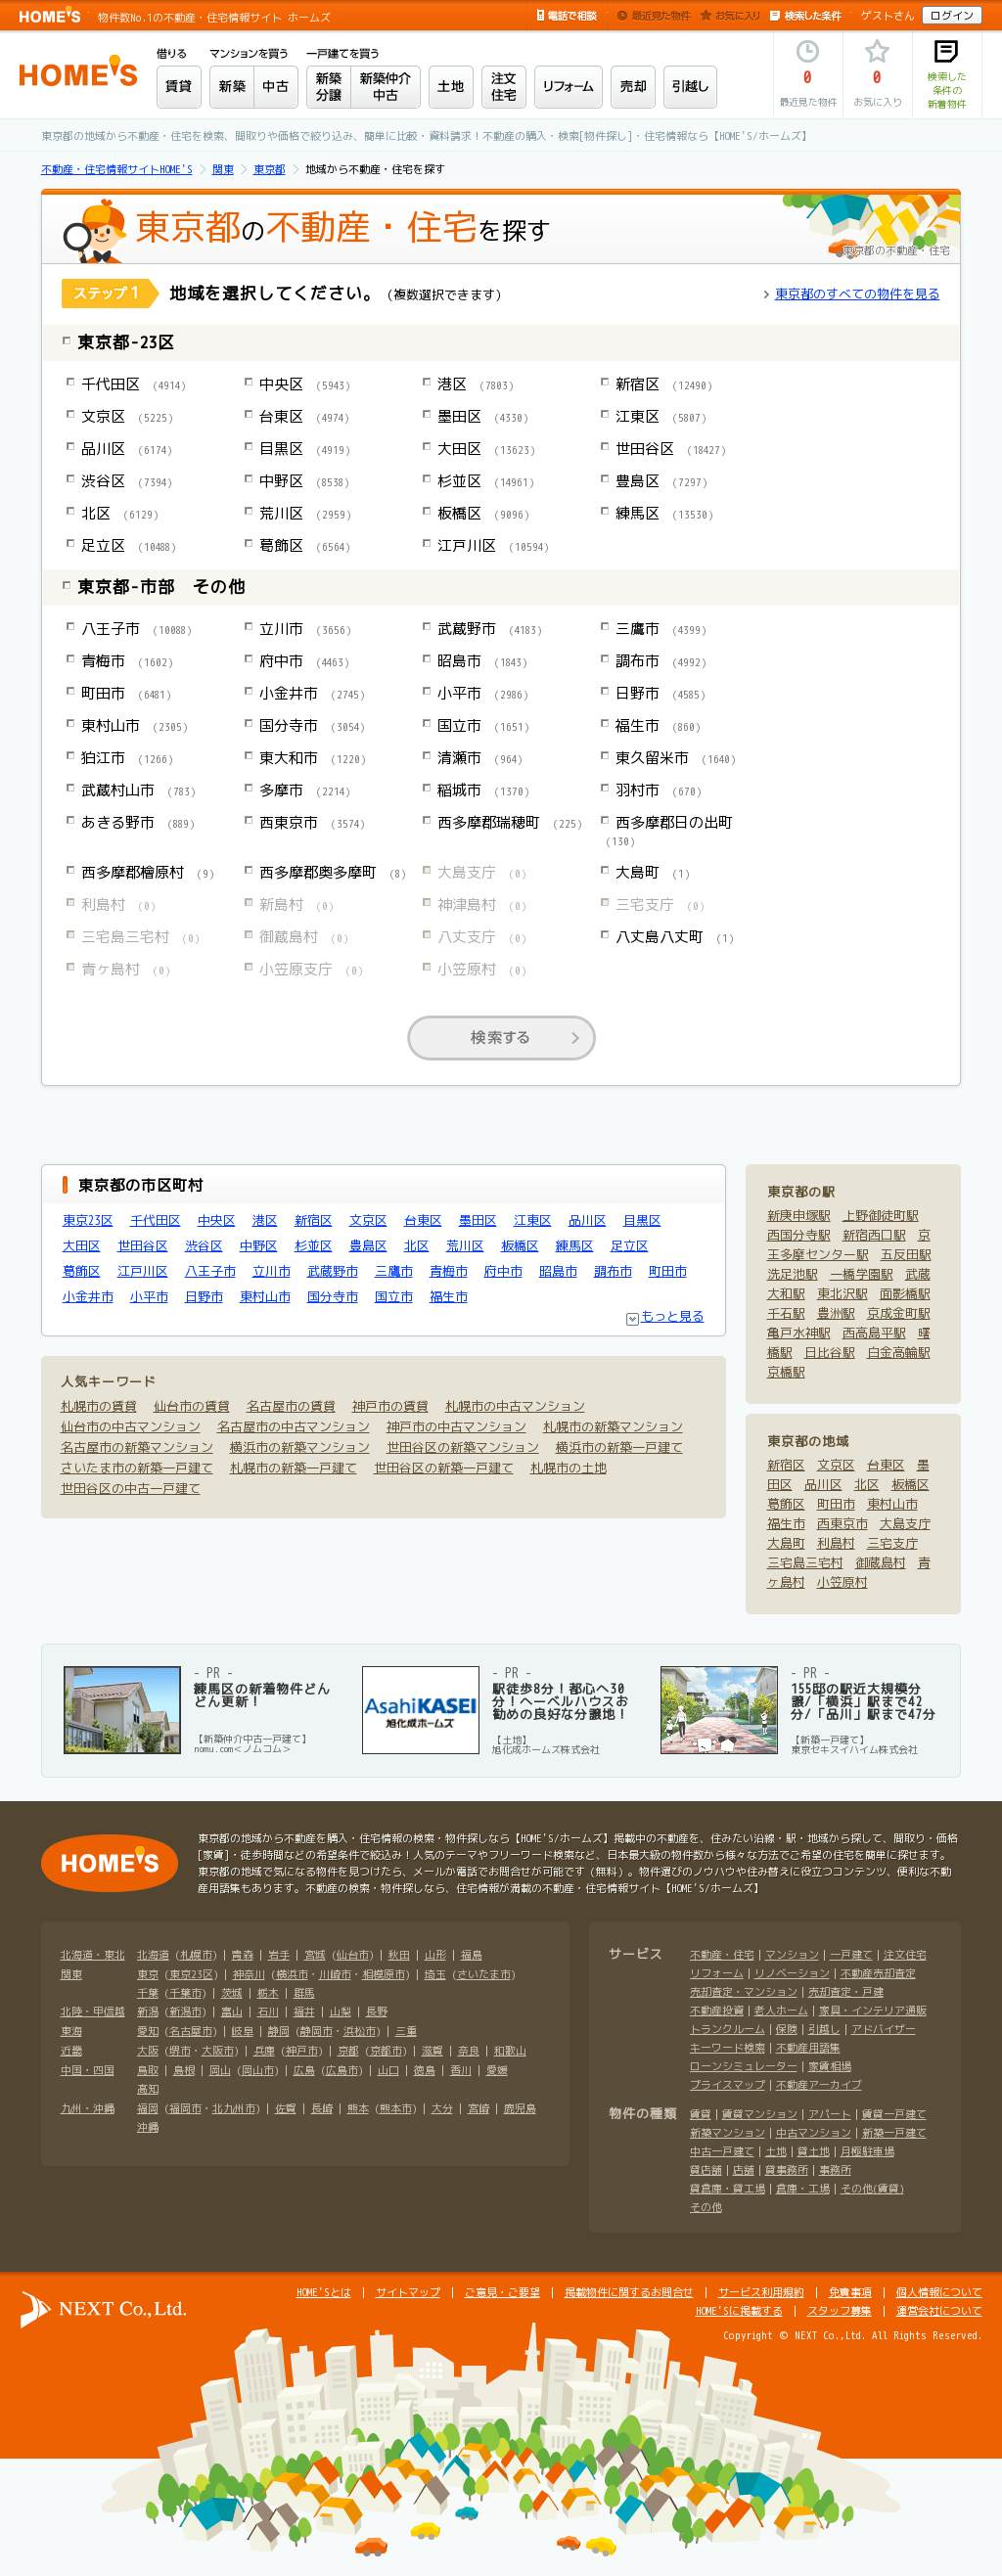 HOME'S 物件数No.1の不動産・住宅情報サイト ホームズ
電話で相談 最近見た物件 お気に入り 検索した条件 ゲストさん ログイン
HOME'S
借りる マンションを買う 一戸建てを買う
賃貸 新築 中古 新築分譲 新築仲介中古 土地 注文住宅 リフォーム 売却 引越し
0 最近見た物件 0 お気に入り 検索した条件の新着物件
東京都の地域から不動産・住宅を検索、間取りや価格で絞り込み、簡単に比較・資料請求！不動産の購入・検索[物件探し]・住宅情報なら【HOME'S/ホームズ】
不動産・住宅情報サイトHOME'S > 関東 > 東京都 > 地域から不動産・住宅を探す
東京都の不動産・住宅を探す
東京都の不動産・住宅
ステップ1 地域を選択してください。（複数選択できます） 東京都のすべての物件を見る
東京都-23区
千代田区 (4914) 中央区 (5943) 港区 (7803) 新宿区 (12490)
文京区 (5225) 台東区 (4974) 墨田区 (4330) 江東区 (5807)
品川区 (6174) 目黒区 (4919) 大田区 (13623) 世田谷区 (18427)
渋谷区 (7394) 中野区 (8538) 杉並区 (14961) 豊島区 (7297)
北区 (6129) 荒川区 (2959) 板橋区 (9096) 練馬区 (13530)
足立区 (10488) 葛飾区 (6564) 江戸川区 (10594)
東京都-市部 その他
八王子市 (10088) 立川市 (3656) 武蔵野市 (4183) 三鷹市 (4399)
青梅市 (1602) 府中市 (4463) 昭島市 (1843) 調布市 (4992)
町田市 (6481) 小金井市 (2745) 小平市 (2986) 日野市 (4585)
東村山市 (2305) 国分寺市 (3054) 国立市 (1651) 福生市 (860)
狛江市 (1266) 東大和市 (1220) 清瀬市 (964) 東久留米市 (1640)
武蔵村山市 (783) 多摩市 (2214) 稲城市 (1370) 羽村市 (670)
あきる野市 (889) 西東京市 (3574) 西多摩郡瑞穂町 (225) 西多摩郡日の出町 (130)
西多摩郡檜原村 (9) 西多摩郡奥多摩町 (8) 大島支庁 (0) 大島町 (1)
利島村 (0) 新島村 (0) 神津島村 (0) 三宅支庁 (0)
三宅島三宅村 (0) 御蔵島村 (0) 八丈支庁 (0) 八丈島八丈町 (1)
青ヶ島村 (0) 小笠原支庁 (0) 小笠原村 (0)
検索する
東京都の市区町村
東京23区 千代田区 中央区 港区 新宿区 文京区 台東区 墨田区 江東区 品川区 目黒区
大田区 世田谷区 渋谷区 中野区 杉並区 豊島区 北区 荒川区 板橋区 練馬区 足立区
葛飾区 江戸川区 八王子市 立川市 武蔵野市 三鷹市 青梅市 府中市 昭島市 調布市 町田市
小金井市 小平市 日野市 東村山市 国分寺市 国立市 福生市
もっと見る
人気キーワード
札幌市の賃貸 仙台市の賃貸 名古屋市の賃貸 神戸市の賃貸 札幌市の中古マンション
仙台市の中古マンション 名古屋市の中古マンション 神戸市の中古マンション 札幌市の新築マンション
名古屋市の新築マンション 横浜市の新築マンション 世田谷区の新築マンション 横浜市の新築一戸建て
さいたま市の新築一戸建て 札幌市の新築一戸建て 世田谷区の新築一戸建て 札幌市の土地
世田谷区の中古一戸建て
東京都の駅
新庚申塚駅 上野御徒町駅
西国分寺駅 新宿西口駅 京
王多摩センター駅 五反田駅
洗足池駅 一橋学園駅 武蔵
大和駅 東北沢駅 面影橋駅
千石駅 豊洲駅 京成金町駅
亀戸水神駅 西高島平駅 曙
橋駅 日比谷駅 白金高輪駅
京橋駅
東京都の地域
新宿区 文京区 台東区 墨
田区 品川区 北区 板橋区
葛飾区 町田市 東村山市
福生市 西東京市 大島支庁
大島町 利島村 三宅支庁
三宅島三宅村 御蔵島村 青
ヶ島村 小笠原村
- PR -
練馬区の新着物件どんどん更新！
【新築仲介中古一戸建て】
nomu.com<ノムコム>
AsahiKASEI
旭化成ホームズ
- PR -
駅徒歩8分！都心へ30分！ヘーベルハウスお勧めの良好な分譲地！
【土地】
旭化成ホームズ株式会社
- PR -
155邸の駅近大規模分譲/「横浜」駅まで42分/「品川」駅まで47分
【新築一戸建て】
東京セキスイハイム株式会社
HOME'S
東京都の地域から不動産を購入・住宅情報の検索・物件探しなら【HOME'S/ホームズ】掲載中の不動産を、住みたい沿線・駅・地域から探して、間取り・価格
[家賃]・徒歩時間などの希望条件で絞込み！人気のテーマやフリーワード検索など、日本最大級の物件数から様々な方法でご希望の住宅を簡単に探せます。
東京都の地域で気になる物件を見つけたら、メールか電話でお問合せが可能です（無料）。物件選びのノウハウや住み替えに役立つコンテンツ、便利な不動
産用語集もあります。不動産の検索・物件探しなら、住宅情報が満載の不動産・住宅情報サイト【HOME'S/ホームズ】
北海道・東北 北海道 (札幌市) | 青森 | 岩手 | 宮城 (仙台市) | 秋田 | 山形 | 福島
関東 東京 (東京23区) | 神奈川 (横浜市・川崎市・相模原市) | 埼玉 (さいたま市)
千葉 (千葉市) | 茨城 | 栃木 | 群馬
北陸・甲信越 新潟 (新潟市) | 富山 | 石川 | 福井 | 山梨 | 長野
東海 愛知 (名古屋市) | 岐阜 | 静岡 (静岡市・浜松市) | 三重
近畿 大阪 (堺市・大阪市) | 兵庫 (神戸市) | 京都 (京都市) | 滋賀 | 奈良 | 和歌山
中国・四国 鳥取 | 島根 | 岡山 (岡山市) | 広島 (広島市) | 山口 | 徳島 | 香川 | 愛媛
高知
九州・沖縄 福岡 (福岡市・北九州市) | 佐賀 | 長崎 | 熊本 (熊本市) | 大分 | 宮崎 | 鹿児島
沖縄
サービス 不動産・住宅 | マンション | 一戸建て | 注文住宅
リフォーム | リノベーション | 不動産売却査定
売却査定・マンション | 売却査定・戸建
不動産投資 | 老人ホーム | 家具・インテリア通販
トランクルーム | 保険 | 引越し | アドバイザー
キーワード検索 | 不動産用語集
ローンシミュレーター | 家賃相場
プライスマップ | 不動産アーカイブ
物件の種類 賃貸 | 賃貸マンション | アパート | 賃貸一戸建て
新築マンション | 中古マンション | 新築一戸建て
中古一戸建て | 土地 | 貸土地 | 月極駐車場
貸店舗 | 店舗 | 貸事務所 | 事務所
貸倉庫・貸工場 | 倉庫・工場 | その他(賃貸)
その他
NEXT Co.,Ltd.
HOME'Sとは | サイトマップ | ご意見・ご要望 | 掲載物件に関するお問合せ | サービス利用規約 | 免責事項 | 個人情報について
HOME'Sに掲載する | スタッフ募集 | 運営会社について
Copyright © NEXT Co.,Ltd. All Rights Reserved.